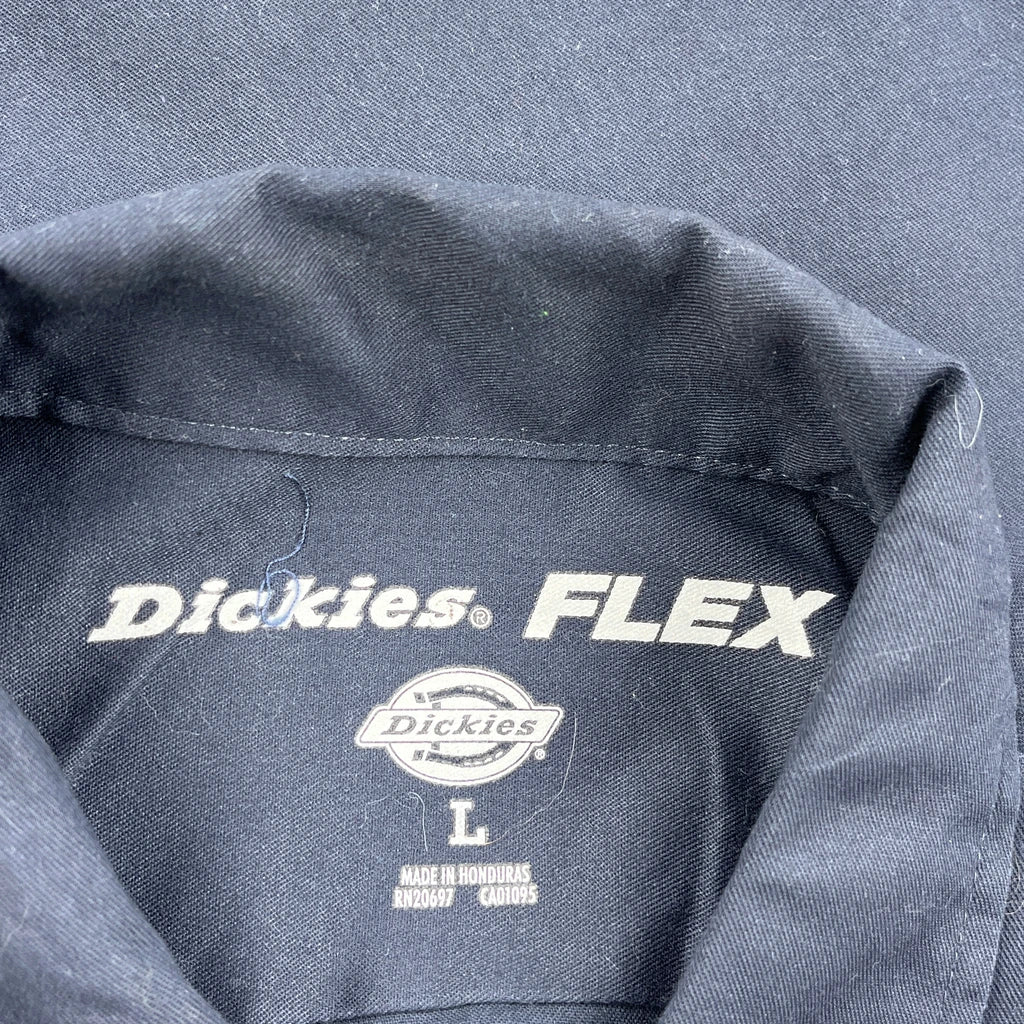 Dickies® FLEX
Dickies®
L
MADE IN HONDURAS
RN20697 CA01095